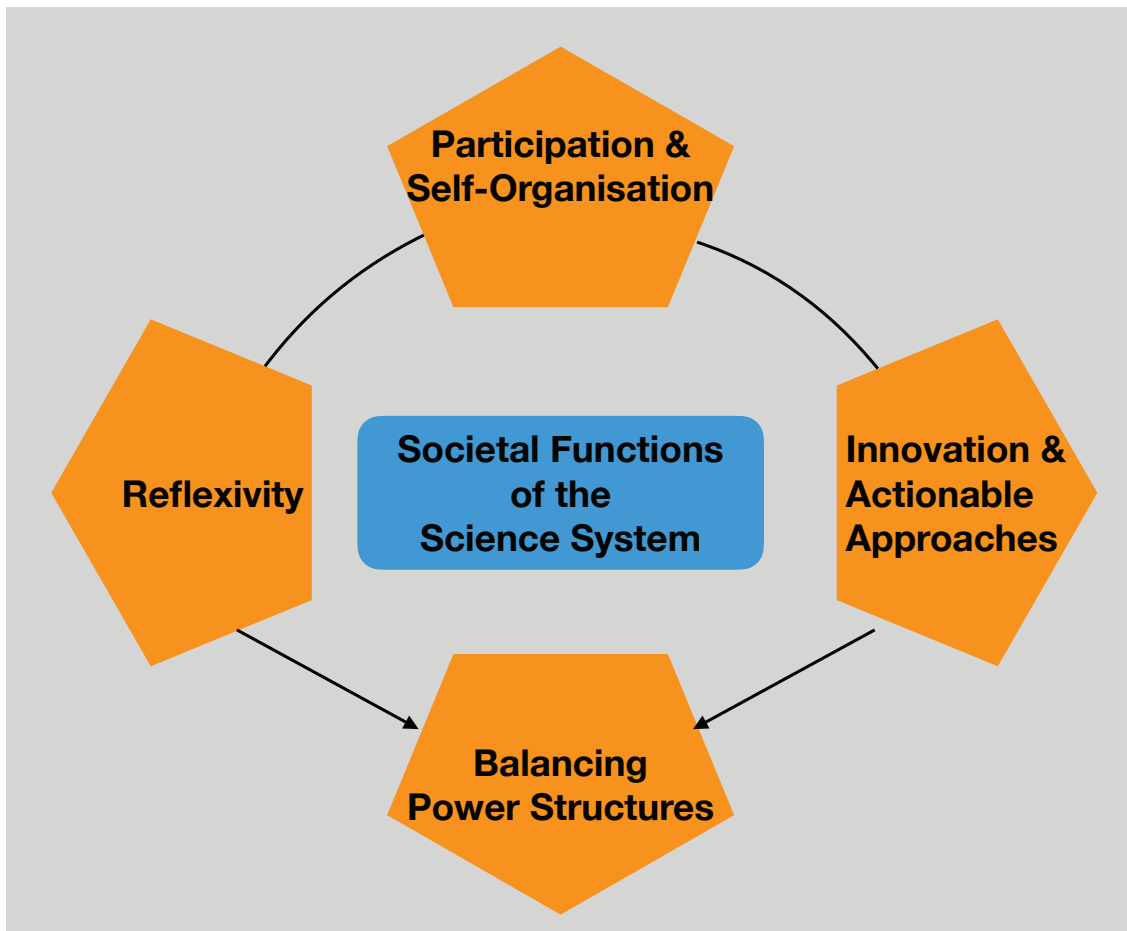 Participation &
Self-Organisation
Reflexivity
Societal Functions
of the
Science System
Innovation &
Actionable
Approaches
Balancing
Power Structures